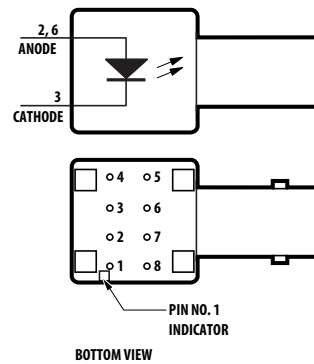 2, 6
ANODE
3
CATHODE
4 5
3 6
2 7
1 8
PIN NO. 1
INDICATOR
BOTTOM VIEW